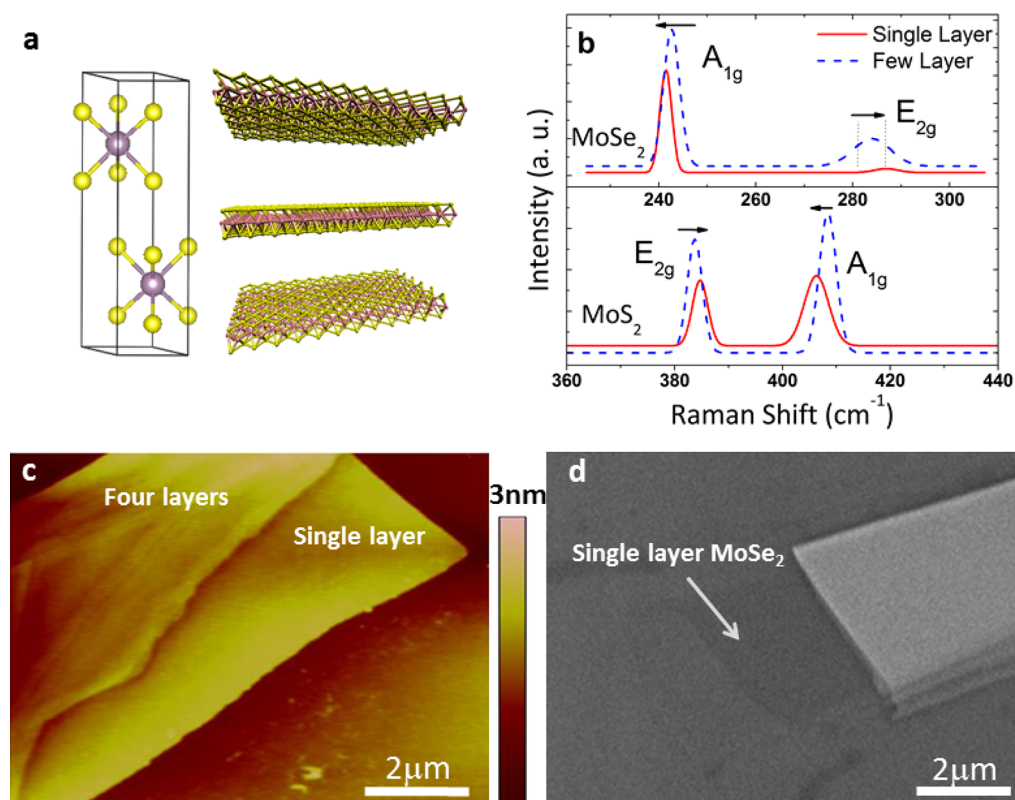 a
b
Single Layer
Few Layer
A1g
E2g
MoSe2
240
260
280
300
Intensity (a. u.)
E2g
A1g
MoS2
360
380
400
420
440
Raman Shift (cm-1)
c
Four layers
Single layer
2μm
3nm
d
Single layer MoSe2
2μm